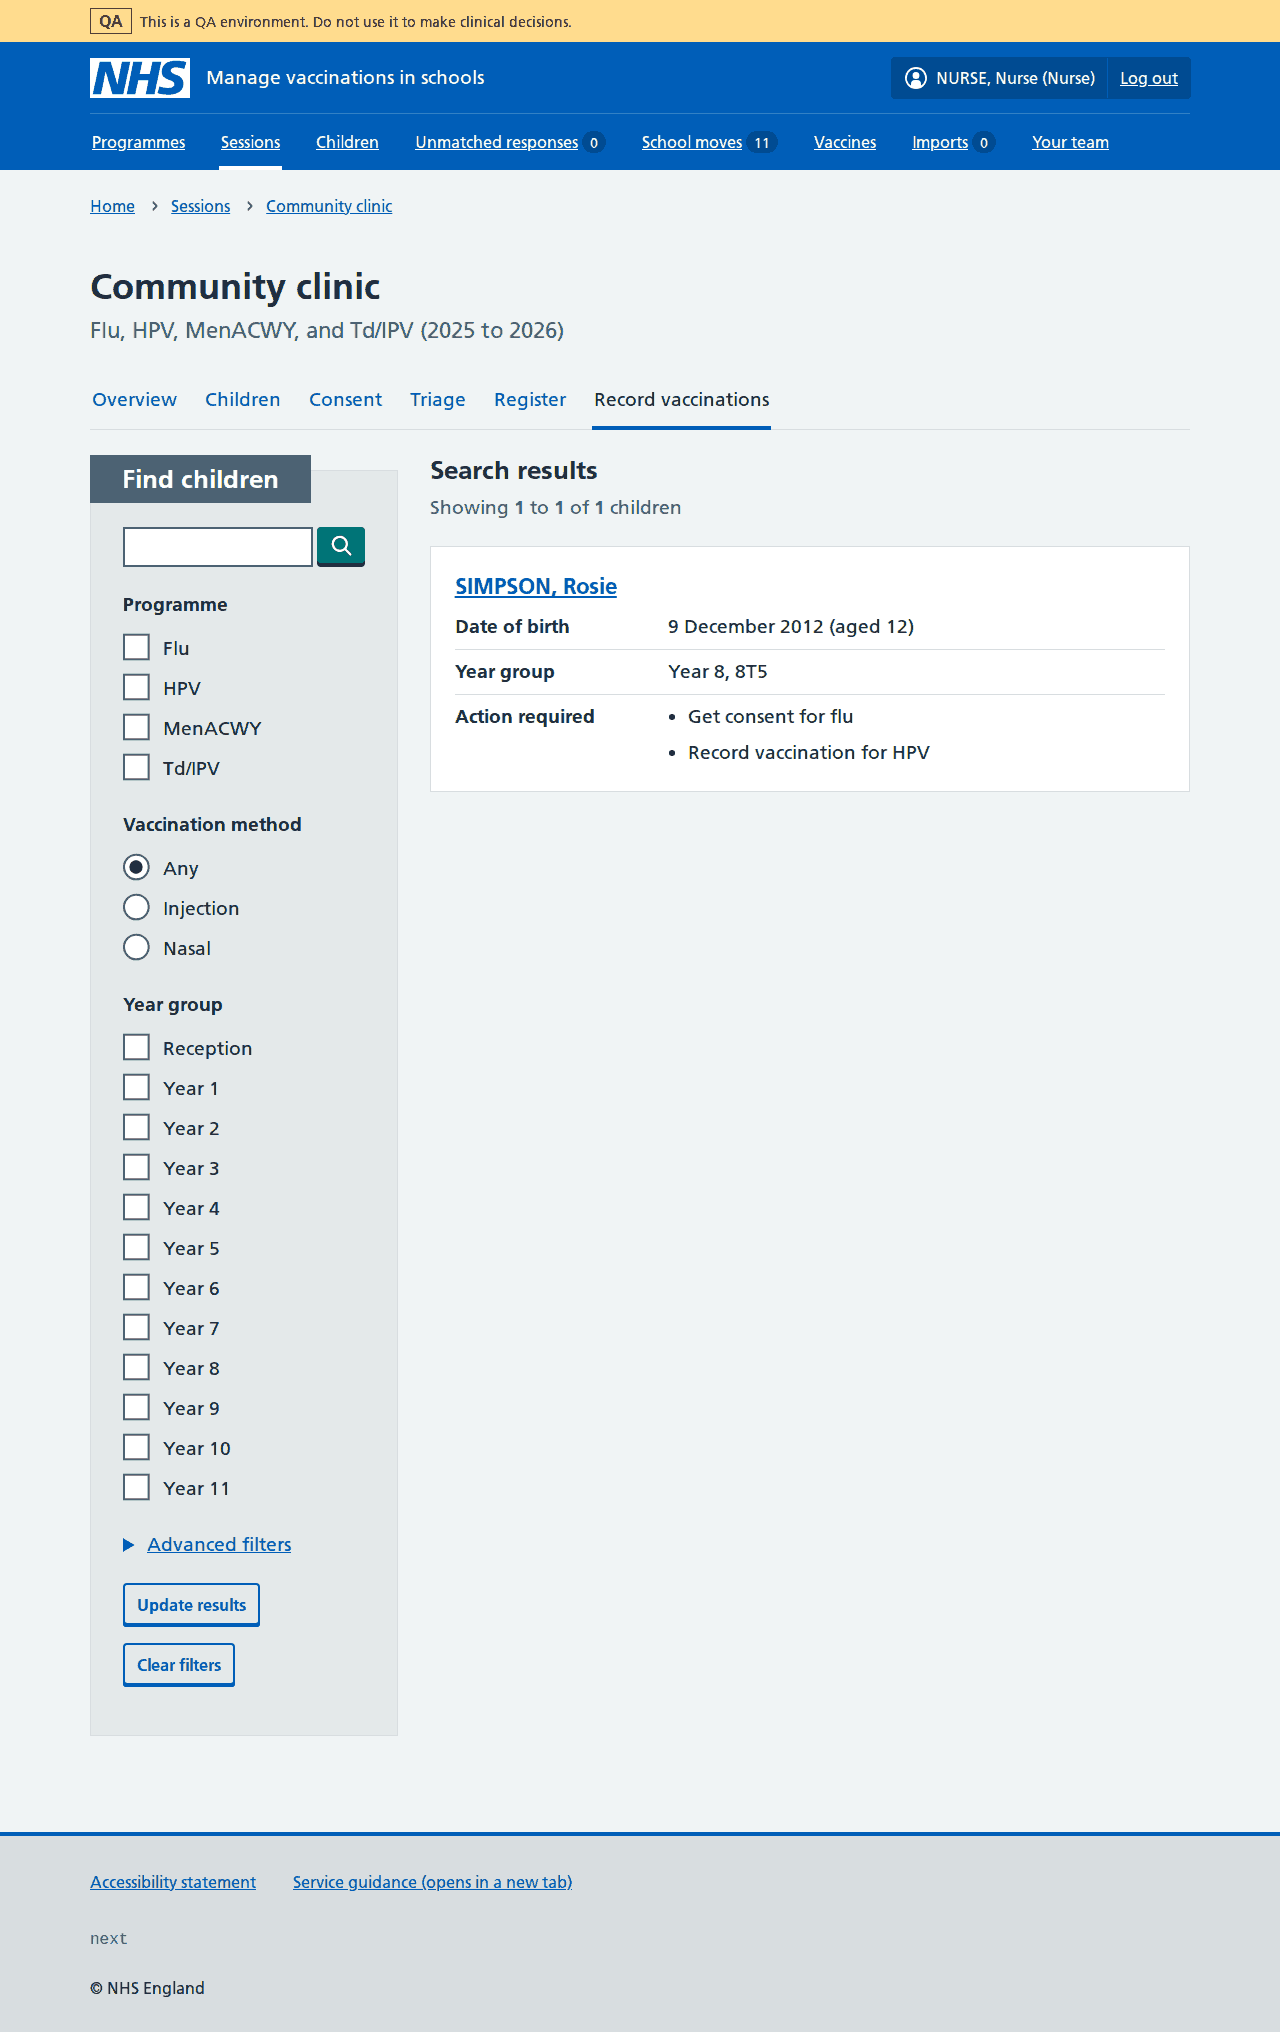 QA This is a QA environment. Do not use it to make clinical decisions.
NHS Manage vaccinations in schools NURSE, Nurse (Nurse) Log out
Programmes Sessions Children Unmatched responses 0 School moves 11 Vaccines Imports 0 Your team
Home Sessions Community clinic
Community clinic
Flu, HPV, MenACWY, and Td/IPV (2025 to 2026)
Overview Children Consent Triage Register Record vaccinations
Find children
Programme
Flu
HPV
MenACWY
Td/IPV
Vaccination method
Any
Injection
Nasal
Year group
Reception
Year 1
Year 2
Year 3
Year 4
Year 5
Year 6
Year 7
Year 8
Year 9
Year 10
Year 11
Advanced filters
Update results
Clear filters
Search results
Showing 1 to 1 of 1 children
SIMPSON, Rosie
Date of birth 9 December 2012 (aged 12)
Year group Year 8, 8T5
Action required • Get consent for flu
• Record vaccination for HPV
Accessibility statement Service guidance (opens in a new tab)
next
© NHS England